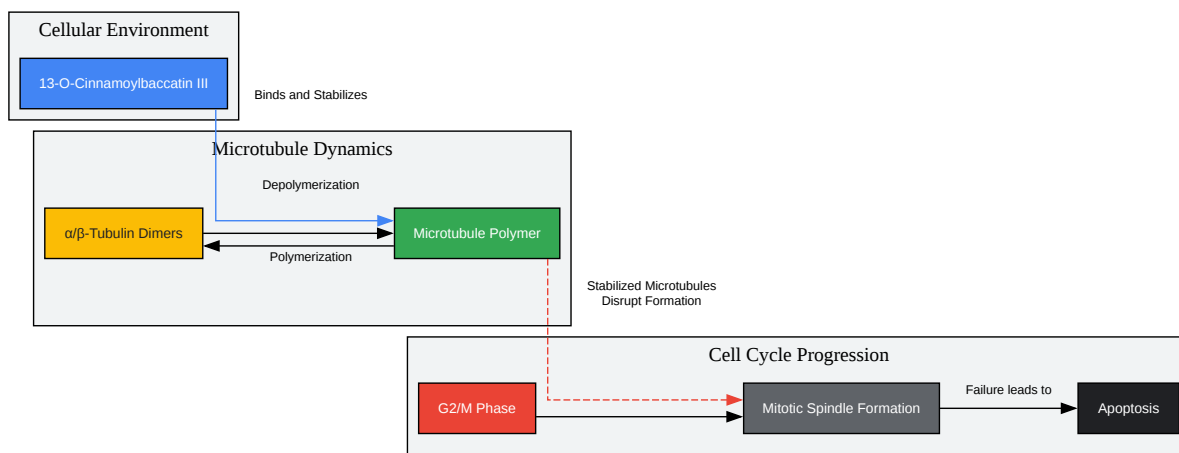 Cellular Environment
13-O-Cinnamoylbaccatin III
Binds and Stabilizes
Microtubule Dynamics
Depolymerization
α/β-Tubulin Dimers
Microtubule Polymer
Polymerization
Stabilized Microtubules
Disrupt Formation
Cell Cycle Progression
G2/M Phase
Mitotic Spindle Formation
Failure leads to
Apoptosis